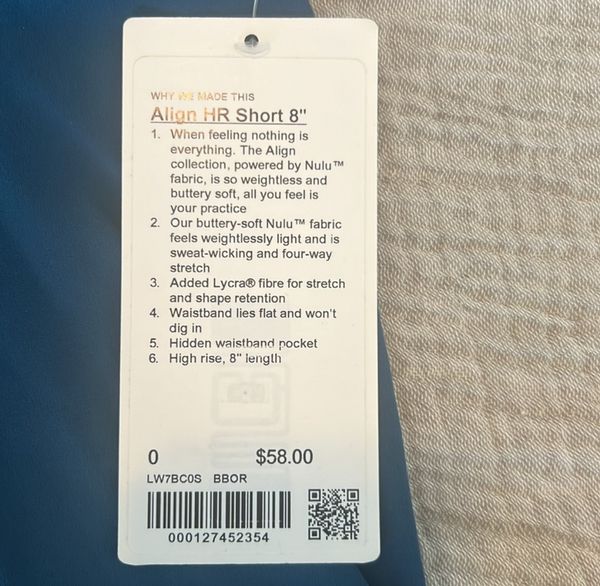 WHY WE MADE THIS
Align HR Short 8"
1. When feeling nothing is
everything. The Align
collection, powered by Nulu™
fabric, is so weightless and
buttery soft, all you feel is
your practice
2. Our buttery-soft Nulu™ fabric
feels weightlessly light and is
sweat-wicking and four-way
stretch
3. Added Lycra® fibre for stretch
and shape retention
4. Waistband lies flat and won't
dig in
5. Hidden waistband pocket
6. High rise, 8" length
0 $58.00
LW7BC0S BBOR
000127452354